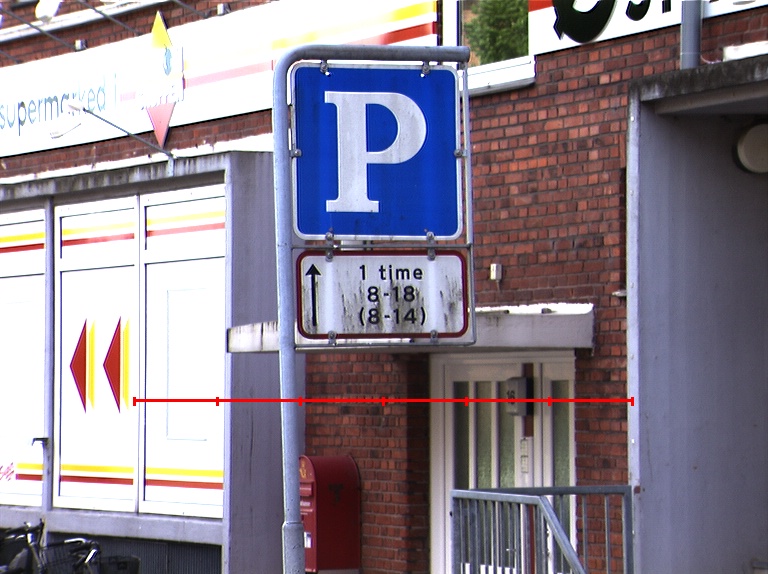 supermarked
P
1 time
8-18
(8-14)